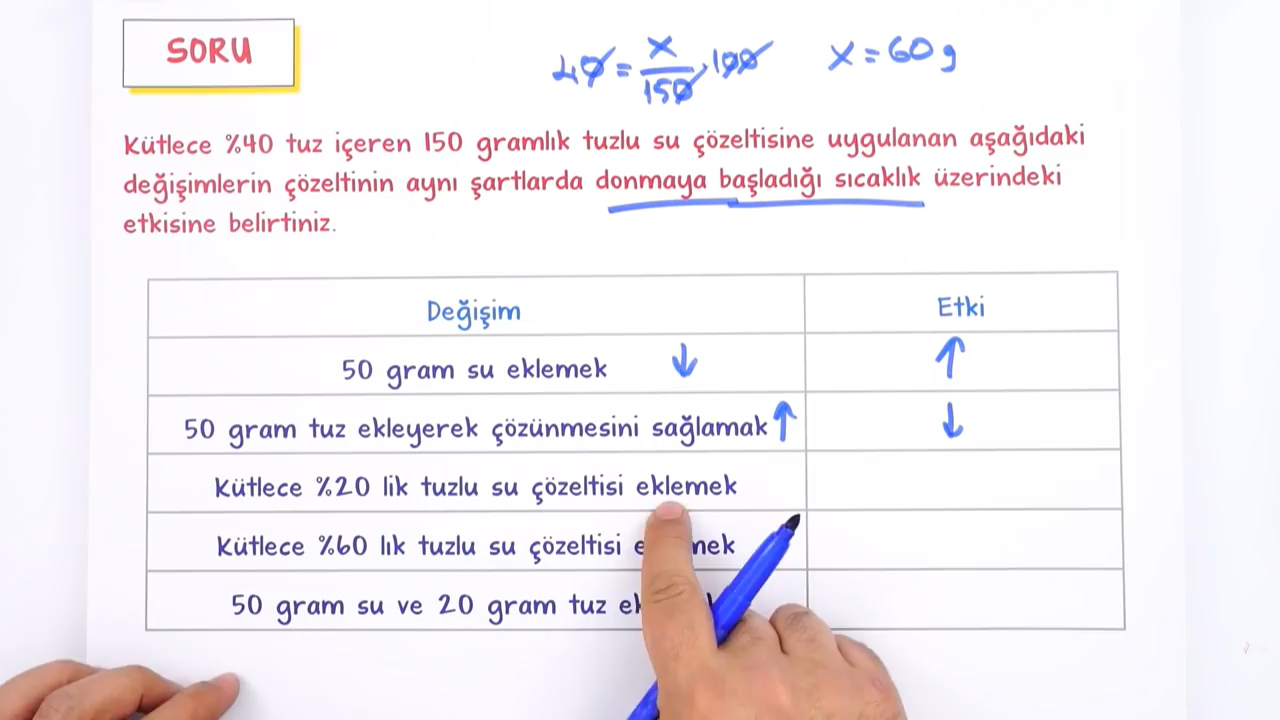 SORU
40 = x/150 . 100 x = 60 g
Kütlece %40 tuz içeren 150 gramlık tuzlu su çözeltisine uygulanan aşağıdaki
değişimlerin çözeltinin aynı şartlarda donmaya başladığı sıcaklık üzerindeki
etkisine belirtiniz.
Değişim Etki
50 gram su eklemek ↓ ↑
50 gram tuz ekleyerek çözünmesini sağlamak ↑ ↓
Kütlece %20 lik tuzlu su çözeltisi eklemek
Kütlece %60 lık tuzlu su çözeltisi
50 gram su ve 20 gram tuz